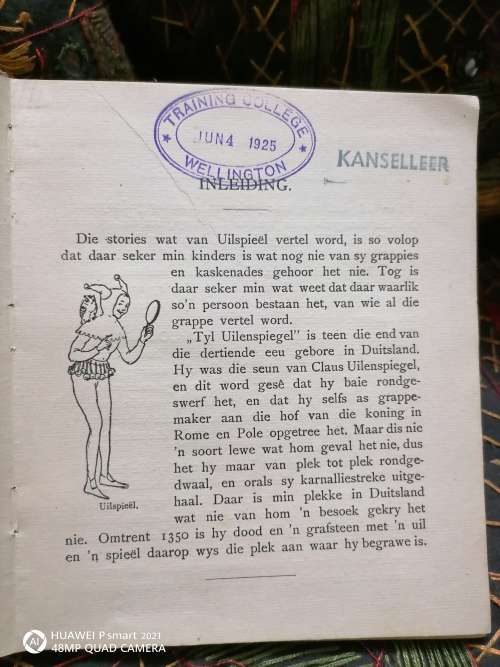 TRAINING COLLEGE
JUN 4 1925
WELLINGTON
KANSELLEER
INLEIDING.
Die stories wat van Uilspieël vertel word, is so volop
dat daar seker min kinders is wat nog nie van sy grappies
en kaskenades gehoor het nie. Tog is
daar seker min wat weet dat daar waarlik
so'n persoon bestaan het, van wie al die
grappe vertel word.
„Tyl Uilenspiegel” is teen die end van
die dertiende eeu gebore in Duitsland.
Hy was die seun van Claus Uilenspiegel,
en dit word gesê dat hy baie rondge-
swerf het, en dat hy selfs as grappe-
maker aan die hof van die koning in
Rome en Pole opgetree het. Maar dis nie
'n soort lewe wat hom geval het nie, dus
het hy maar van plek tot plek rondge-
dwaal, en orals sy karnalliestreke uitge-
haal. Daar is min plekke in Duitsland
wat nie van hom 'n besoek gekry het
nie. Omtrent 1350 is hy dood en 'n grafsteen met 'n uil
en 'n spieël daarop wys die plek aan waar hy begrawe is.
Uilspieël.
HUAWEI P smart 2021
48MP QUAD CAMERA
AI